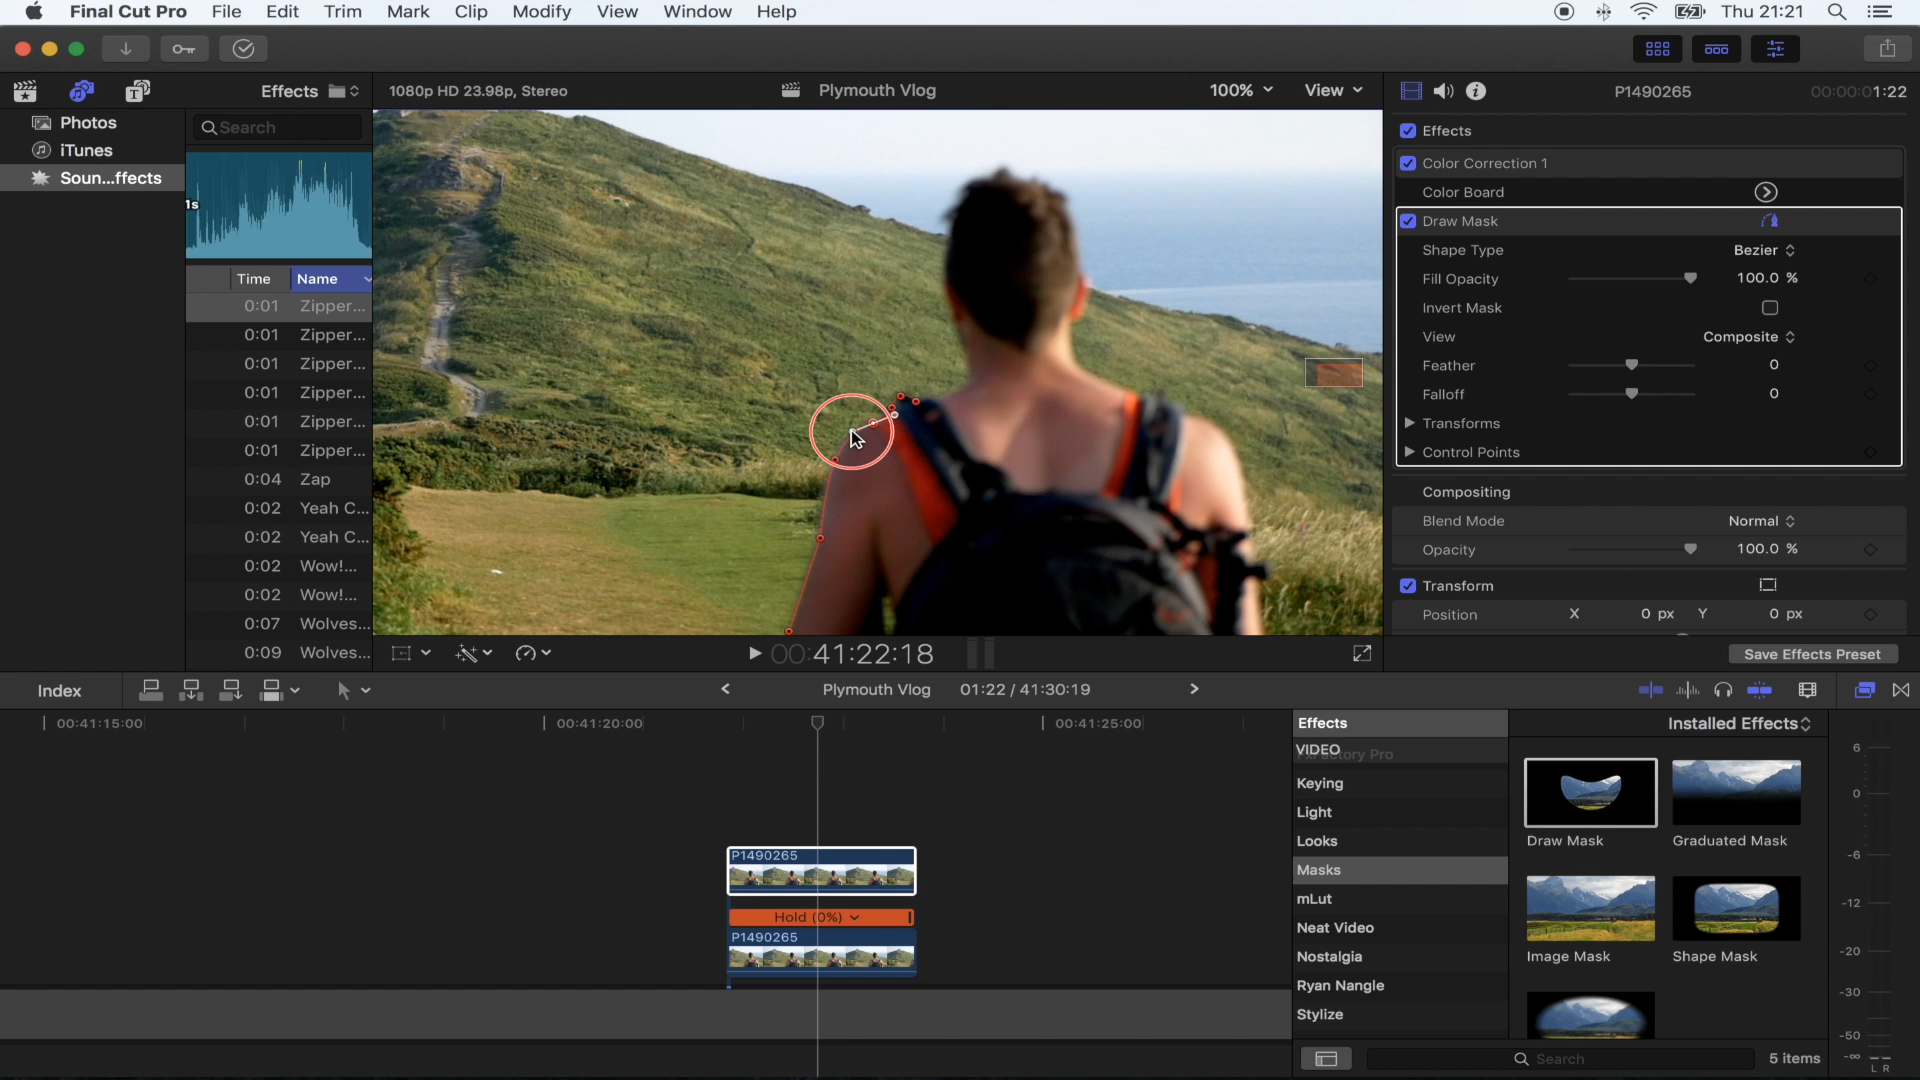 Final Cut Pro File Edit Trim Mark Clip Modify View Window Help Thu 21:21
Effects 1080p HD 23.98p, Stereo Plymouth Vlog 100% View P1490265 00:00:01:22
Photos
iTunes
Soun...ffects
Search
1s
Time Name
0:01 Zipper...
0:01 Zipper...
0:01 Zipper...
0:01 Zipper...
0:01 Zipper...
0:01 Zipper...
0:04 Zap
0:02 Yeah C...
0:02 Yeah C...
0:02 Wow!...
0:02 Wow!...
0:07 Wolves...
0:09 Wolves...
Effects
Color Correction 1
Color Board
Draw Mask
Shape Type Bezier
Fill Opacity 100.0 %
Invert Mask
View Composite
Feather 0
Falloff 0
Transforms
Control Points
Compositing
Blend Mode Normal
Opacity 100.0 %
Transform
Position X 0 px Y 0 px
00:41:22:18
Save Effects Preset
Index Plymouth Vlog 01:22 / 41:30:19
00:41:15:00 00:41:20:00 00:41:25:00
P1490265
Hold (0%)
P1490265
Effects
VIDEO
Keying
Light
Looks
Masks
mLut
Neat Video
Nostalgia
Ryan Nangle
Stylize
Installed Effects
Draw Mask Graduated Mask
Image Mask Shape Mask
Search 5 items
6
0
-6
-12
-20
-30
-50
-∞
L R